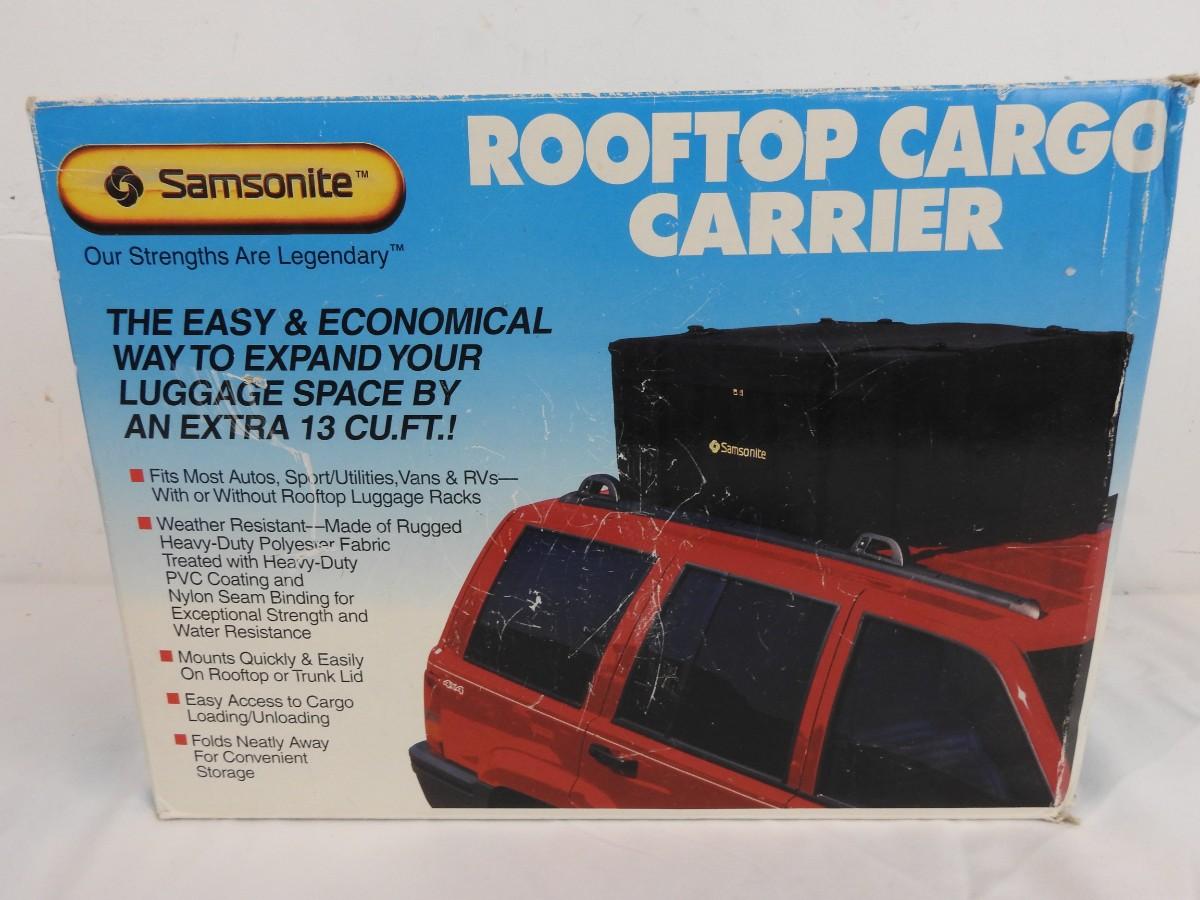 ROOFTOP CARGO
CARRIER
Samsonite™
Our Strengths Are Legendary™
THE EASY & ECONOMICAL
WAY TO EXPAND YOUR
LUGGAGE SPACE BY
AN EXTRA 13 CU.FT.!
Fits Most Autos, Sport/Utilities, Vans & RVs—
With or Without Rooftop Luggage Racks
Weather Resistant—Made of Rugged
Heavy-Duty Polyester Fabric
Treated with Heavy-Duty
PVC Coating and
Nylon Seam Binding for
Exceptional Strength and
Water Resistance
Mounts Quickly & Easily
On Rooftop or Trunk Lid
Easy Access to Cargo
Loading/Unloading
Folds Neatly Away
For Convenient
Storage
Samsonite
4x4